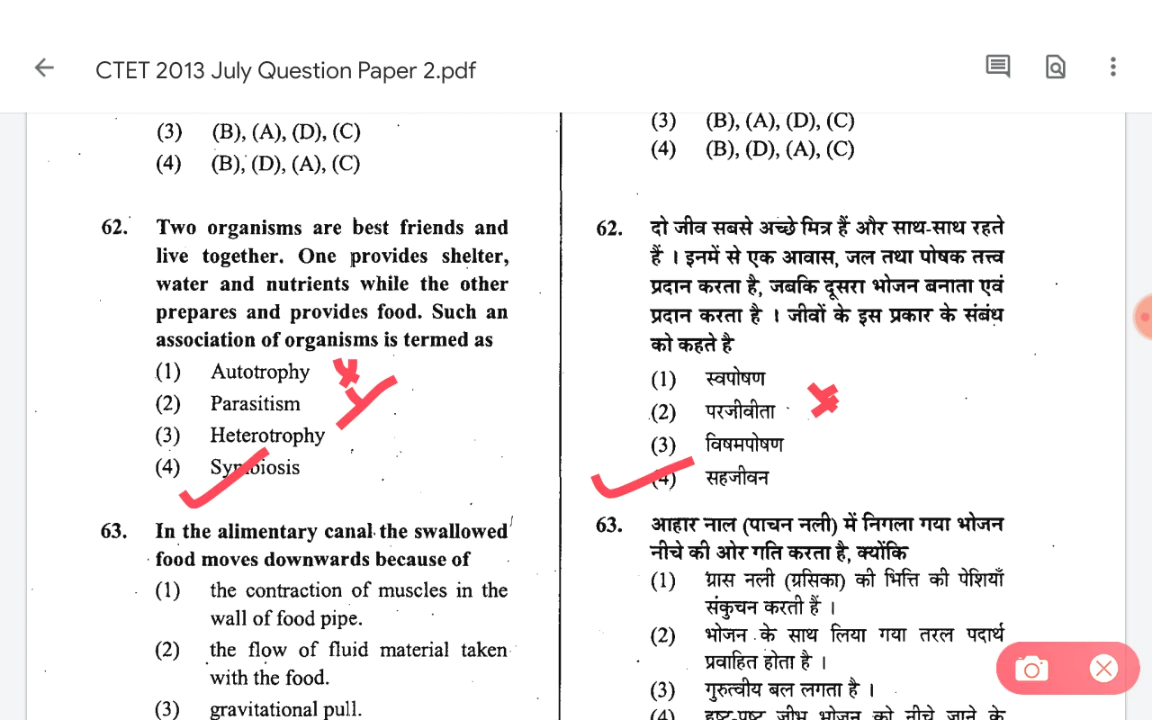 CTET 2013 July Question Paper 2.pdf
(3) (B), (A), (D), (C)
(4) (B), (D), (A), (C)
62. Two organisms are best friends and
live together. One provides shelter,
water and nutrients while the other
prepares and provides food. Such an
association of organisms is termed as
(1) Autotrophy
(2) Parasitism
(3) Heterotrophy
(4) Symbiosis
63. In the alimentary canal the swallowed
food moves downwards because of
(1) the contraction of muscles in the
wall of food pipe.
(2) the flow of fluid material taken
with the food.
(3) gravitational pull.
(3) (B), (A), (D), (C)
(4) (B), (D), (A), (C)
62. दो जीव सबसे अच्छे मित्र हैं और साथ-साथ रहते
हैं । इनमें से एक आवास, जल तथा पोषक तत्त्व
प्रदान करता है, जबकि दूसरा भोजन बनाता एवं
प्रदान करता है । जीवों के इस प्रकार के संबंध
को कहते है
(1) स्वपोषण
(2) परजीवीता
(3) विषमपोषण
(4) सहजीवन
63. आहार नाल (पाचन नली) में निगला गया भोजन
नीचे की ओर गति करता है, क्योंकि
(1) ग्रास नली (ग्रसिका) की भित्ति की पेशियाँ
संकुचन करती हैं ।
(2) भोजन के साथ लिया गया तरल पदार्थ
प्रवाहित होता है ।
(3) गुरुत्वीय बल लगता है ।
(4) हृष्ट-पुष्ट जीभ भोजन को नीचे जाने के